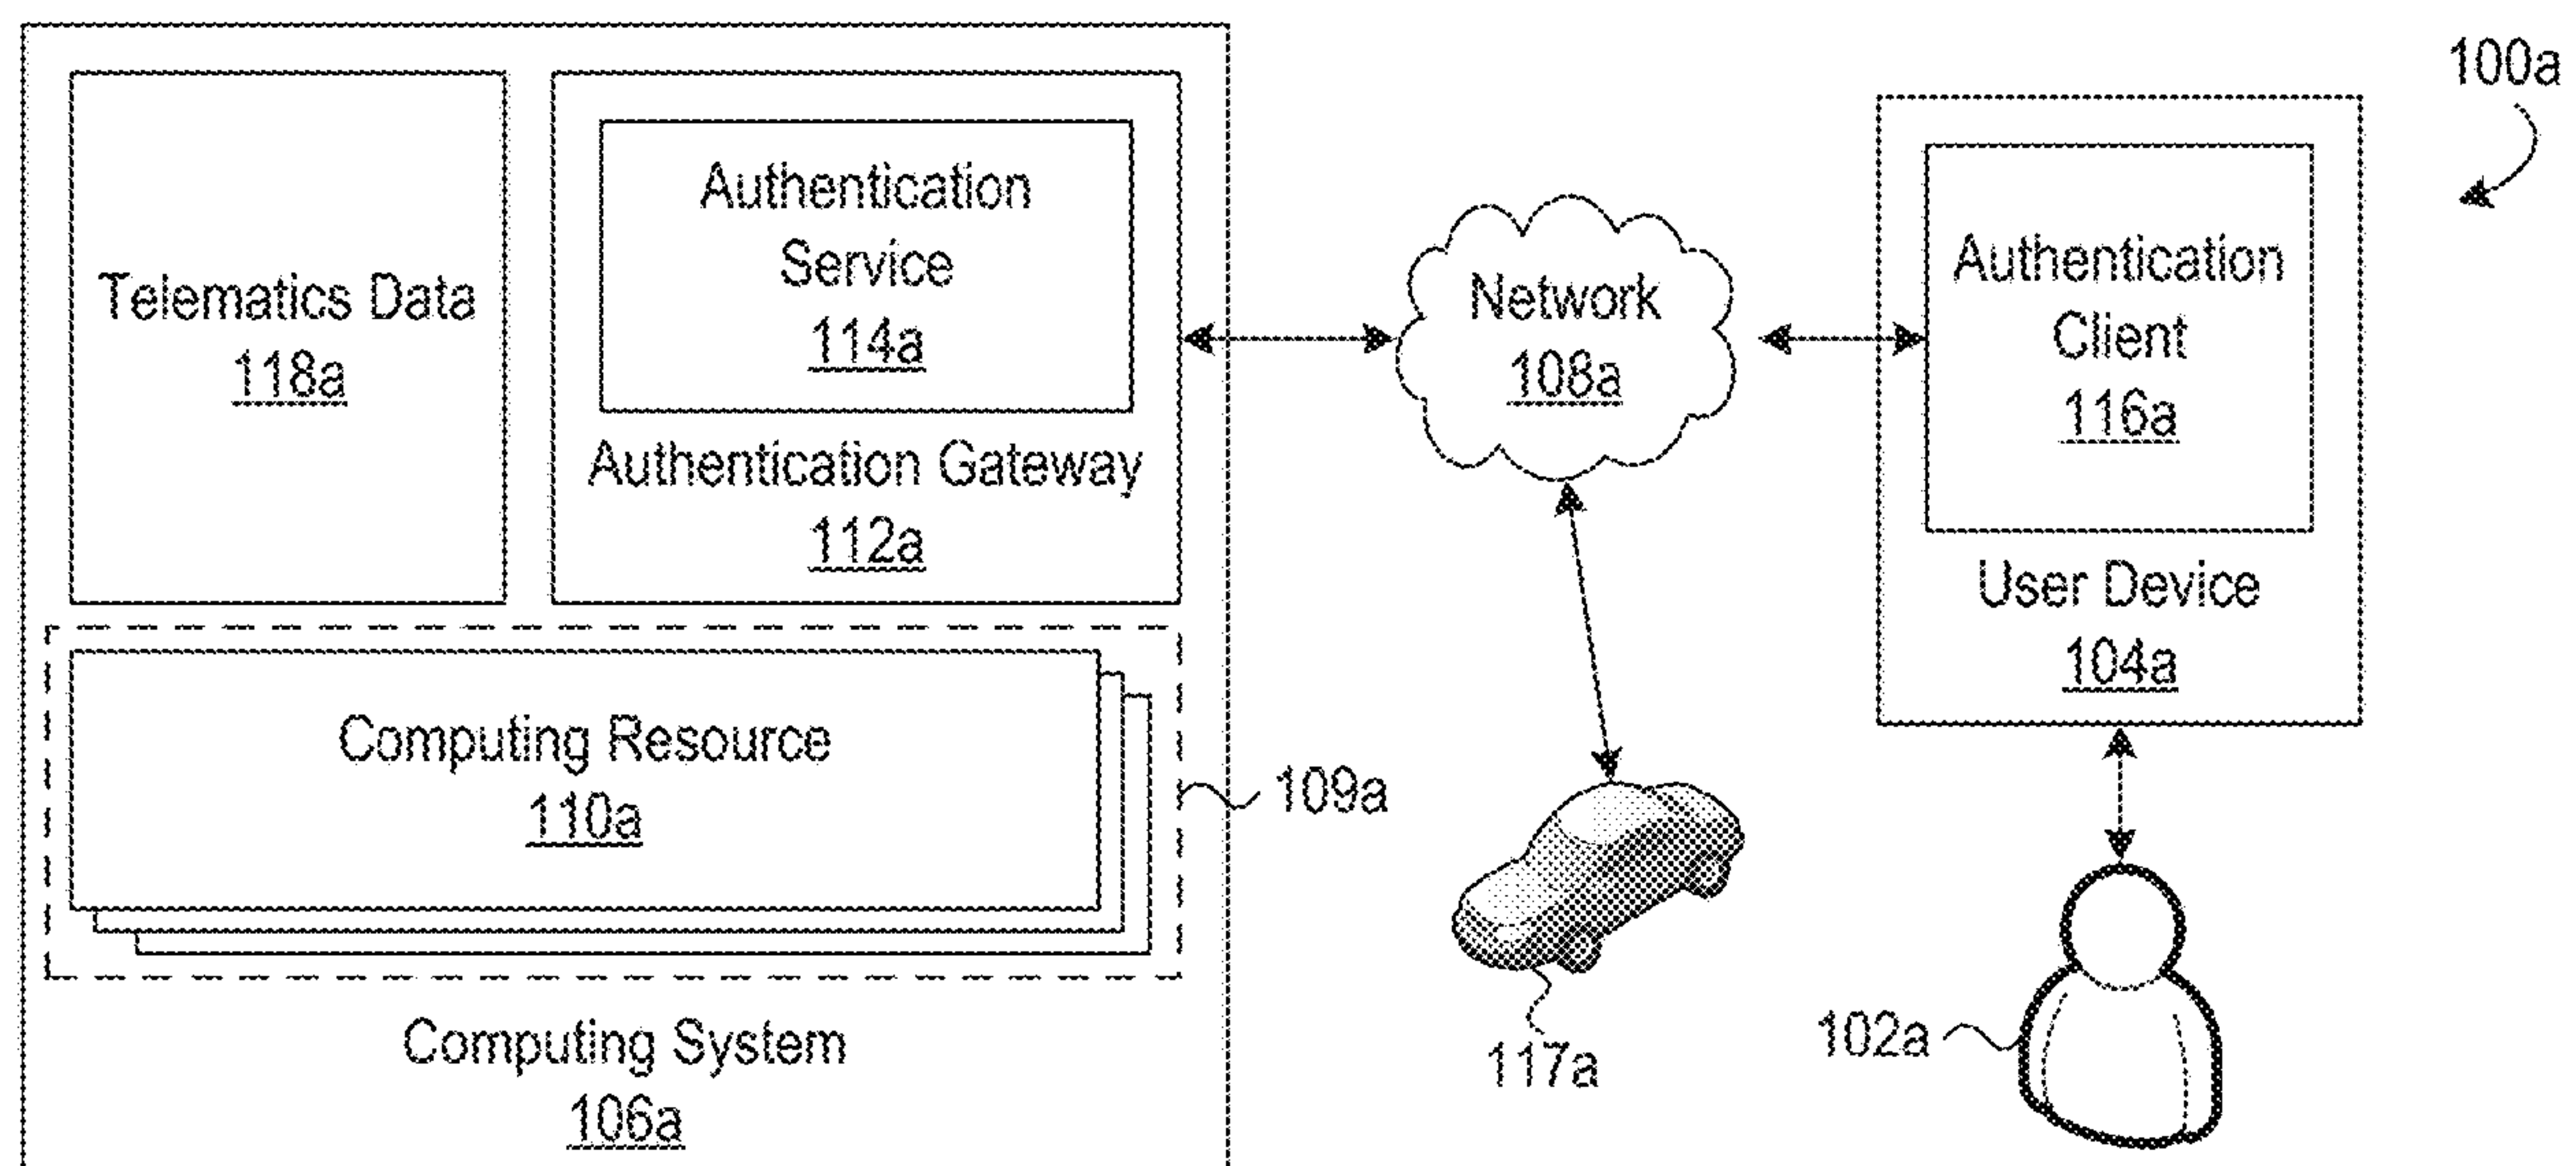 100a
Telematics Data
118a
Authentication
Service
114a
Authentication Gateway
112a
Network
108a
Authentication
Client
116a
User Device
104a
Computing Resource
110a
109a
Computing System
106a
117a
102a